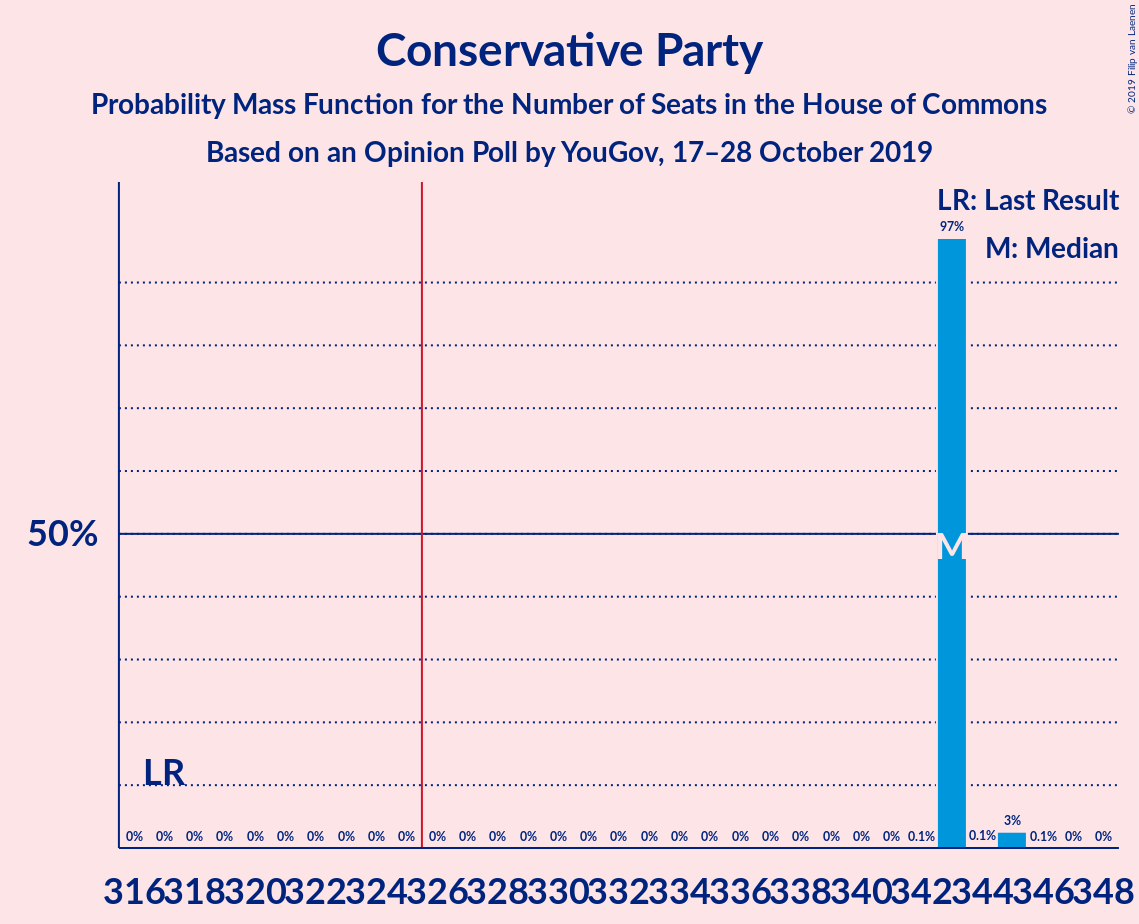 Conservative Party
Probability Mass Function for the Number of Seats in the House of Commons
Based on an Opinion Poll by YouGov, 17–28 October 2019
© 2019 Filip van Laenen
LR: Last Result
97%
M: Median
50%
M
LR
3%
0% 0% 0% 0% 0% 0% 0% 0% 0% 0% 0% 0% 0% 0% 0% 0% 0% 0% 0% 0% 0% 0% 0% 0% 0% 0% 0.1% 0.1% 0.1% 0% 0%
316 318 320 322 324 326 328 330 332 334 336 338 340 342 344 346 348